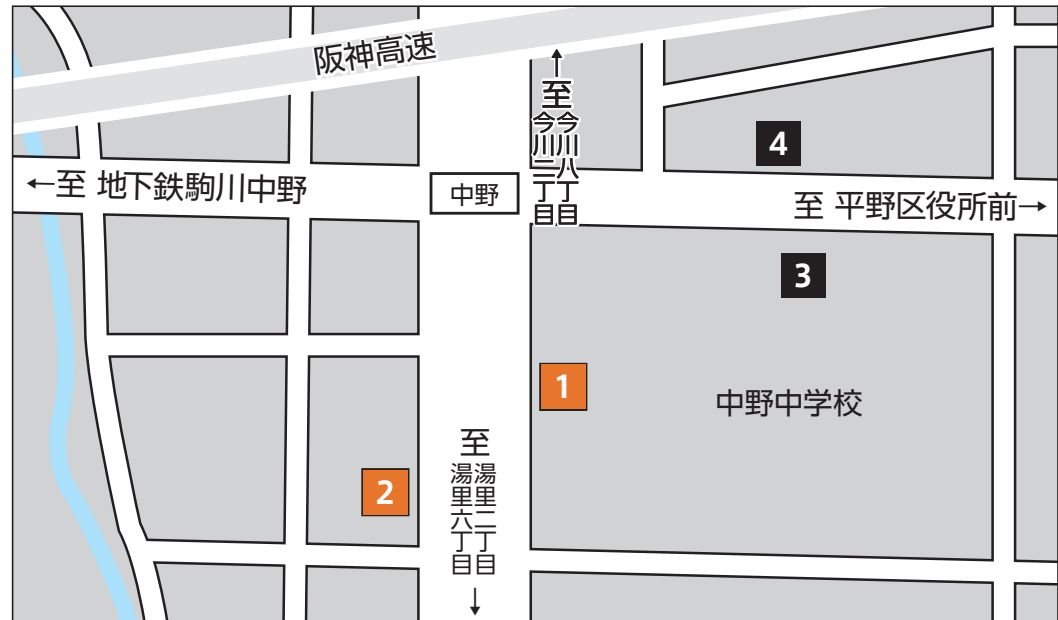 阪神高速
↑
至
今川八丁目
今川二丁目
4
←至 地下鉄駒川中野
中野
至 平野区役所前→
3
1
中野中学校
2
至
湯里二丁目
湯里六丁目
↓